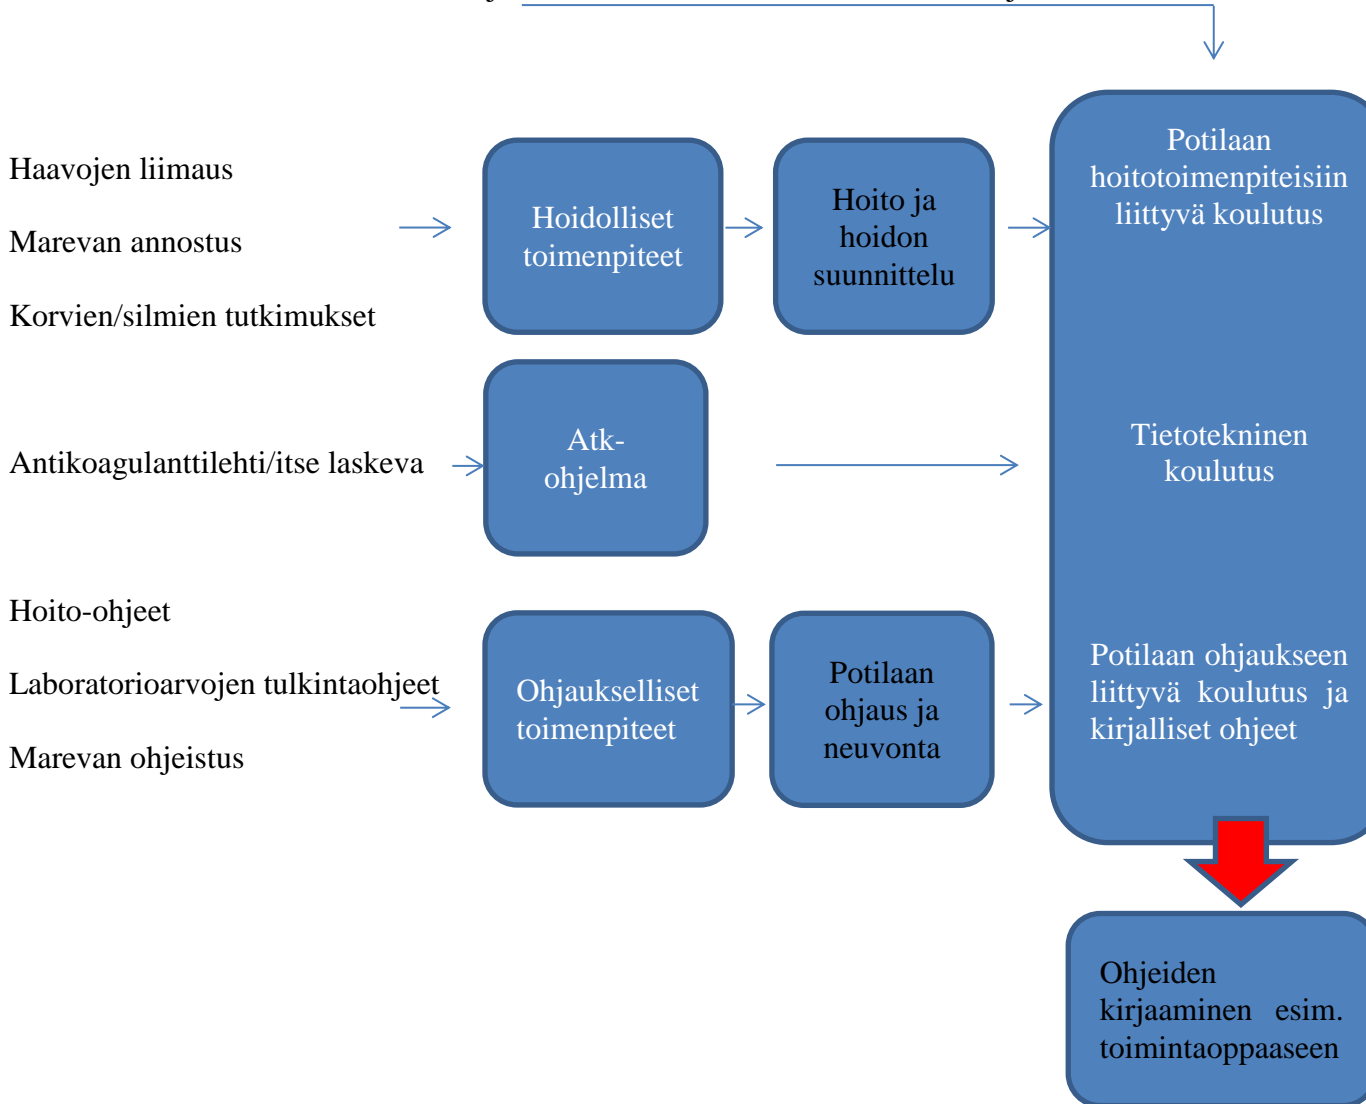 Haavojen liimaus
Marevan annostus
Korvien/silmien tutkimukset
Hoidolliset
toimenpiteet
Hoito ja
hoidon
suunnittelu
Potilaan
hoitotoimenpiteisiin
liittyvä koulutus
Antikoagulanttilehti/itse laskeva
Atk-
ohjelma
Tietotekninen
koulutus
Hoito-ohjeet
Laboratorioarvojen tulkintaohjeet
Marevan ohjeistus
Ohjaukselliset
toimenpiteet
Potilaan
ohjaus ja
neuvonta
Potilaan ohjaukseen
liittyvä koulutus ja
kirjalliset ohjeet
Ohjeiden
kirjaaminen esim.
toimintaoppaaseen